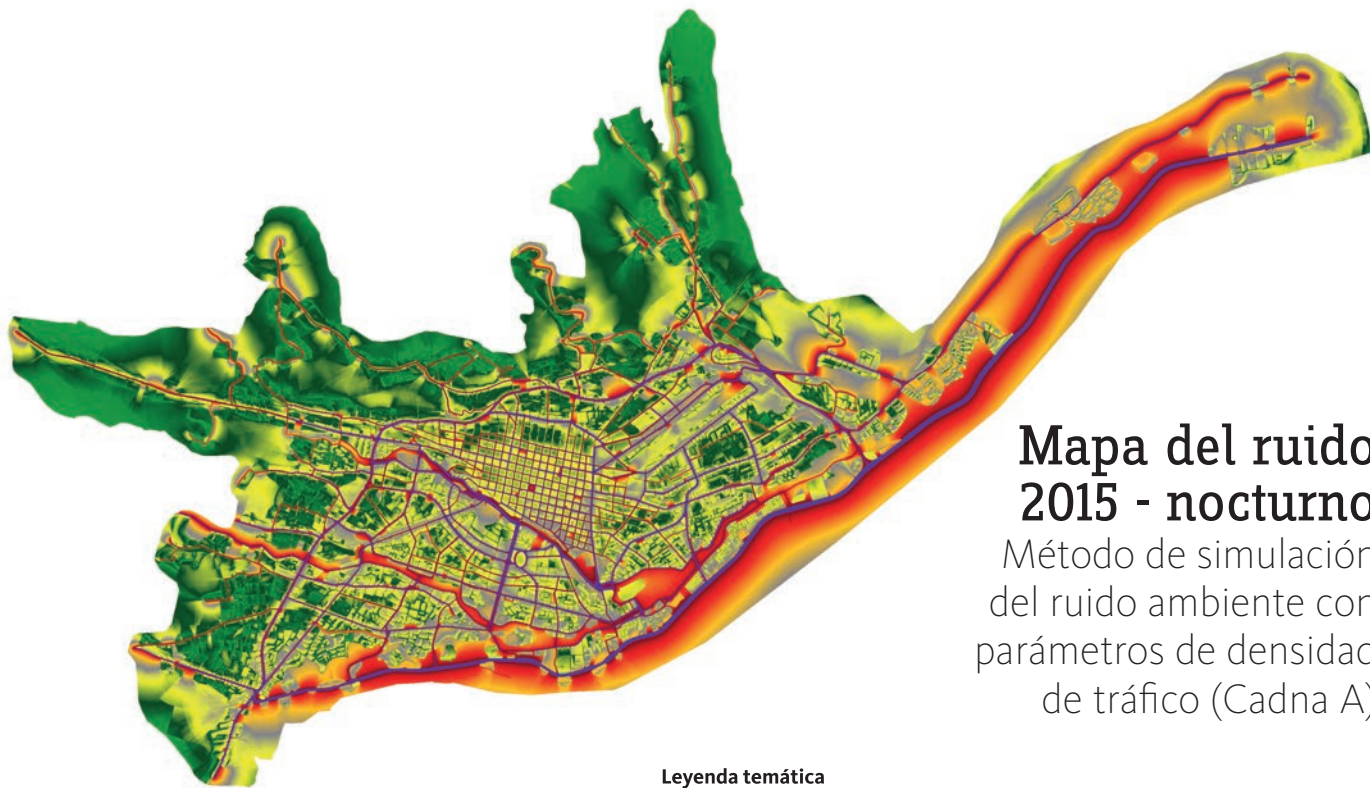 Mapa del ruido
2015 - nocturno
Método de simulación
del ruido ambiente con
parámetros de densidad
de tráfico (Cadna A)
Leyenda temática